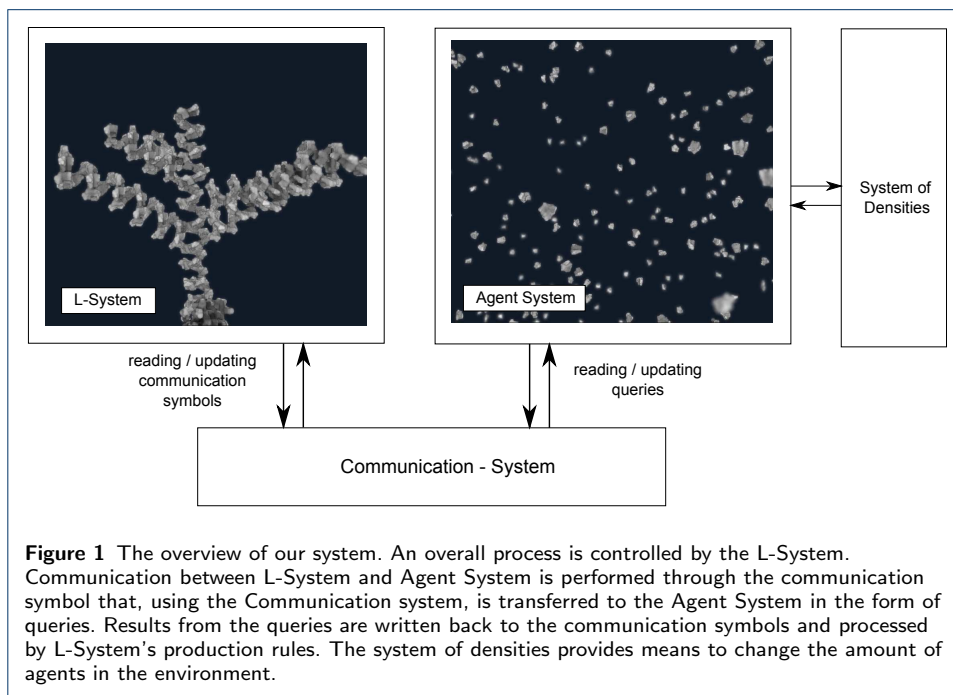 L-System
Agent System
System of
Densities
reading / updating
communication
symbols
reading / updating
queries
Communication - System
Figure 1 The overview of our system. An overall process is controlled by the L-System.
Communication between L-System and Agent System is performed through the communication
symbol that, using the Communication system, is transferred to the Agent System in the form of
queries. Results from the queries are written back to the communication symbols and processed
by L-System's production rules. The system of densities provides means to change the amount of
agents in the environment.